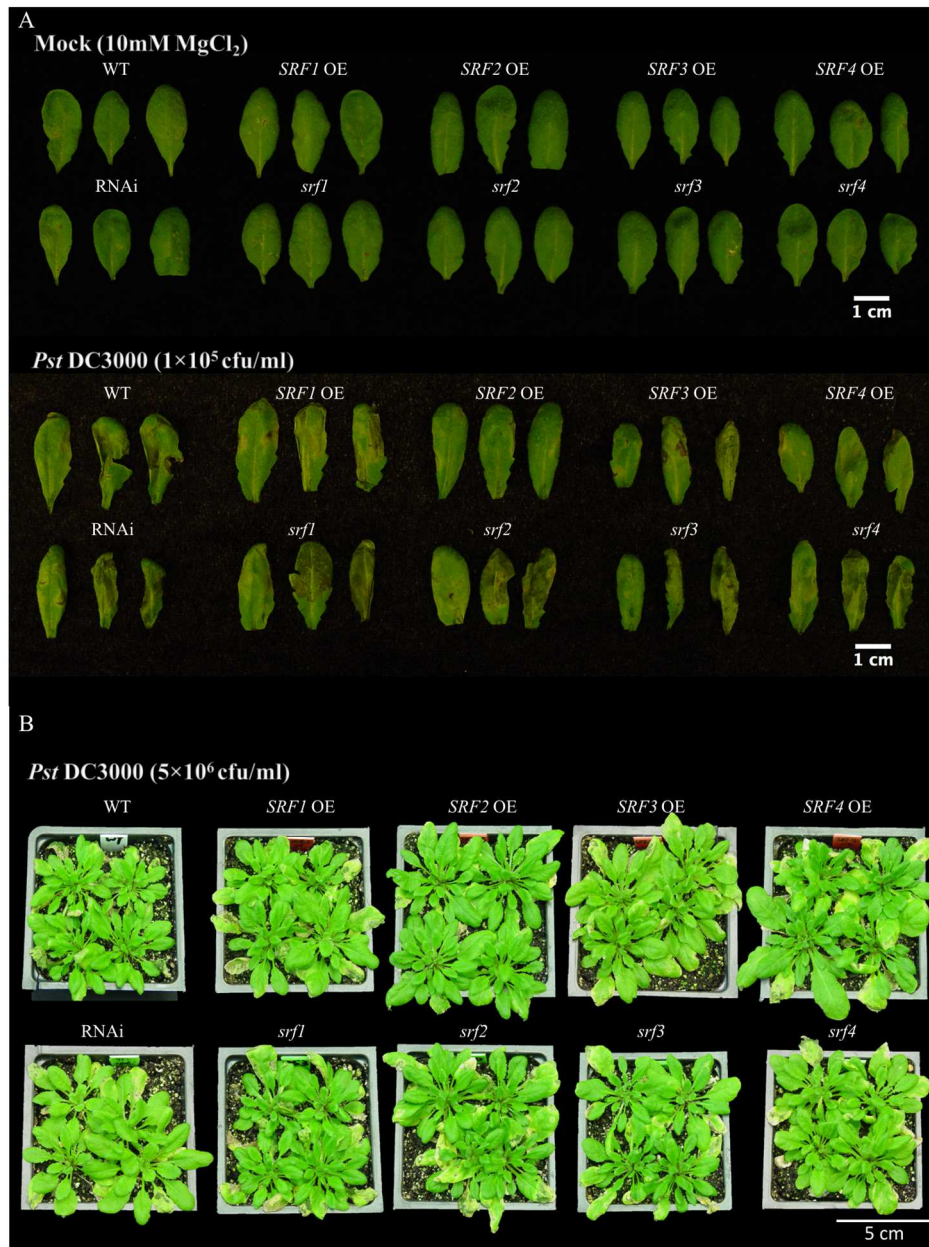 A
Mock (10mM MgCl₂)
WT SRF1 OE SRF2 OE SRF3 OE SRF4 OE
RNAi srf1 srf2 srf3 srf4
1 cm
Pst DC3000 (1×10⁵ cfu/ml)
WT SRF1 OE SRF2 OE SRF3 OE SRF4 OE
RNAi srf1 srf2 srf3 srf4
1 cm
B
Pst DC3000 (5×10⁶ cfu/ml)
WT SRF1 OE SRF2 OE SRF3 OE SRF4 OE
RNAi srf1 srf2 srf3 srf4
5 cm